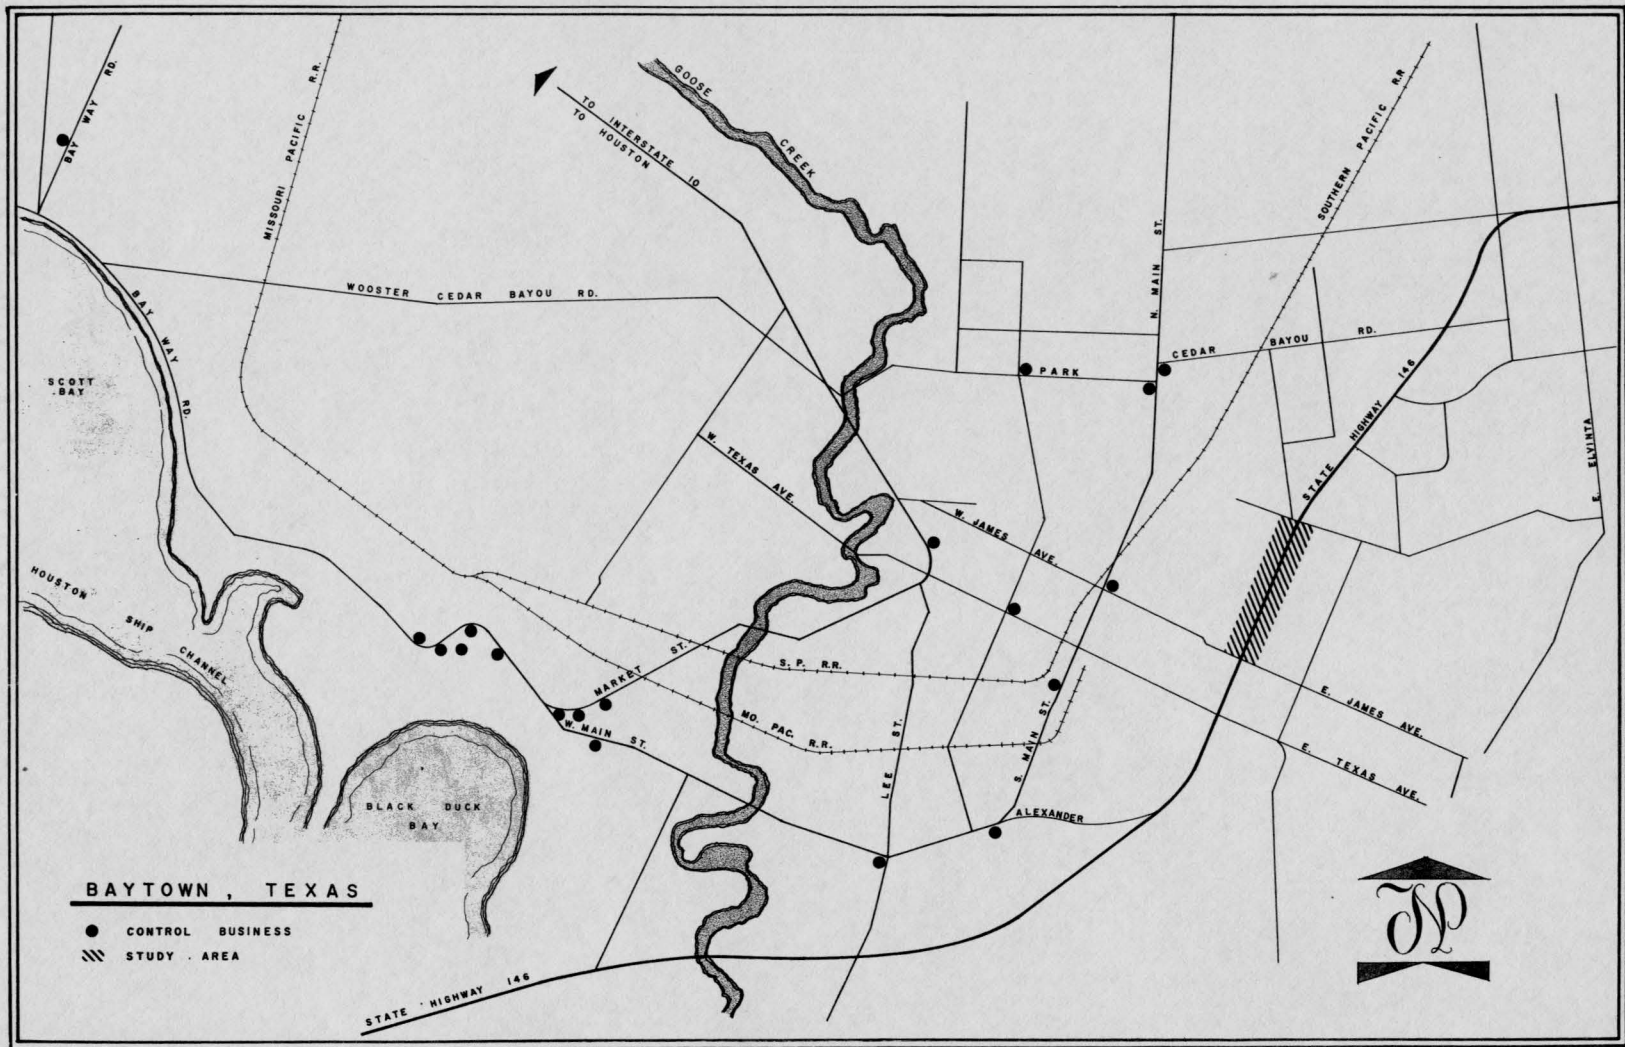 BAY WAY RD.
MISSOURI PACIFIC R.R.
TO INTERSTATE 10
TO HOUSTON
GOOSE CREEK
N. MAIN ST.
SOUTHERN PACIFIC R.R
WOOSTER CEDAR BAYOU RD.
BAY WAY RD.
SCOTT
BAY
PARK
CEDAR BAYOU RD.
STATE HIGHWAY 146
E. ELVINTA
W. TEXAS AVE.
W. JAMES AVE.
HOUSTON SHIP CHANNEL
MARKET ST.
W. MAIN ST.
S. P. R.R.
MO. PAC. R.R.
LEE ST.
S. MAIN ST.
ALEXANDER
E. JAMES AVE.
E. TEXAS AVE.
BLACK DUCK
BAY
BAYTOWN, TEXAS
CONTROL BUSINESS
STUDY AREA
STATE HIGHWAY 146
N